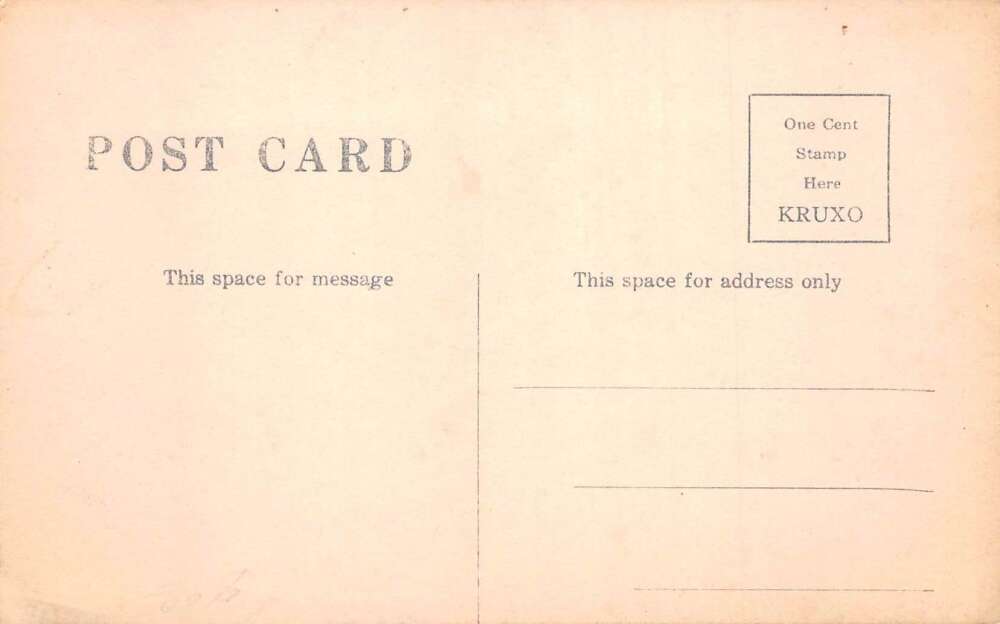 POST CARD
One Cent
Stamp
Here
KRUXO
This space for message
This space for address only